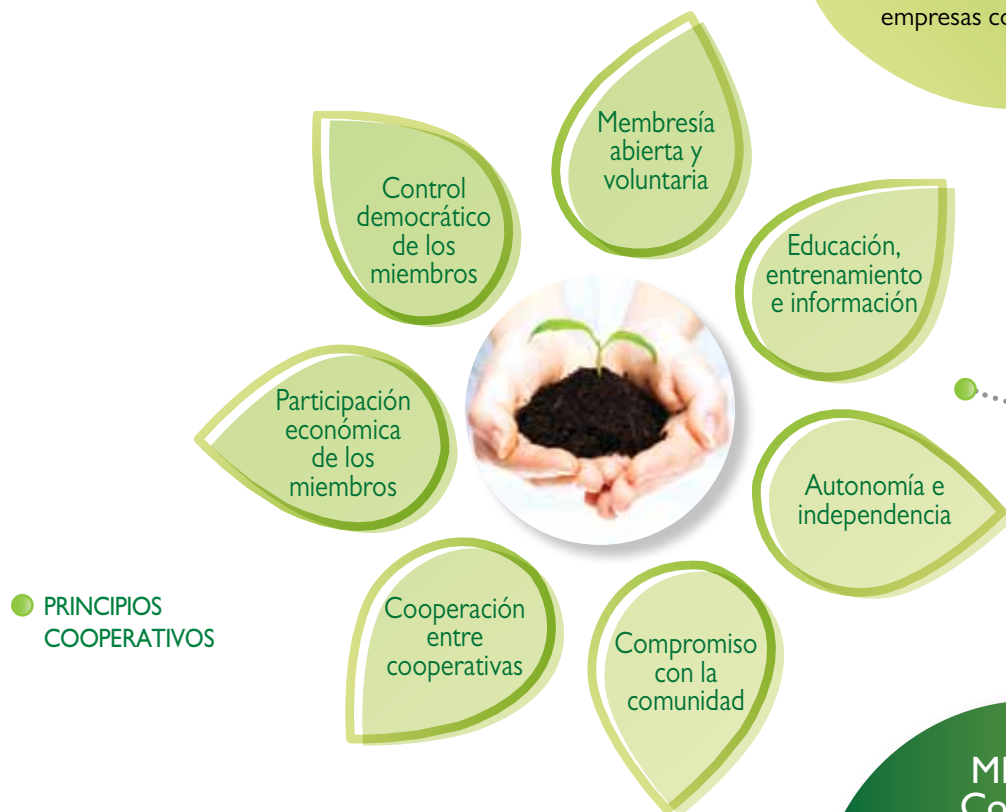 empresas
Membresía
abierta y
voluntaria
Control
democrático
de los
miembros
Educación,
entrenamiento
e información
Participación
económica
de los
miembros
Autonomía e
independencia
PRINCIPIOS
COOPERATIVOS
Cooperación
entre
cooperativas
Compromiso
con la
comunidad